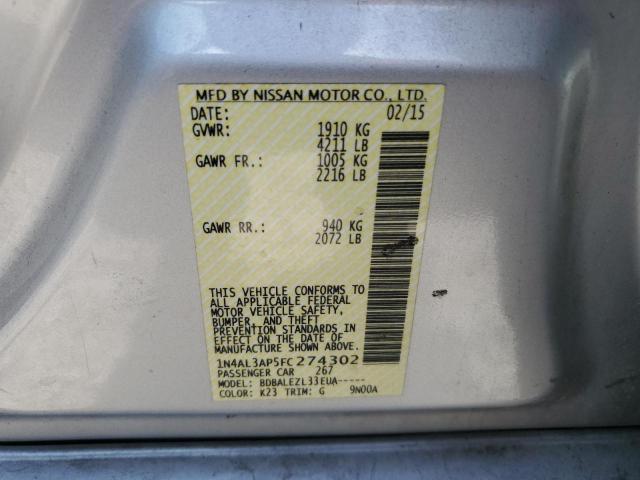 MFD BY NISSAN MOTOR CO., LTD.
DATE: 02/15
GVWR: 1910 KG
4211 LB
GAWR FR.: 1005 KG
2216 LB
GAWR RR.: 940 KG
2072 LB
THIS VEHICLE CONFORMS TO
ALL APPLICABLE FEDERAL
MOTOR VEHICLE SAFETY,
BUMPER, AND THEFT
PREVENTION STANDARDS IN
EFFECT ON THE DATE OF
MANUFACTURE SHOWN ABOVE.
1N4AL3AP5FC274302
PASSENGER CAR 267
MODEL: BDBALEZL33EUA-----
COLOR: K23 TRIM: G 9N00A